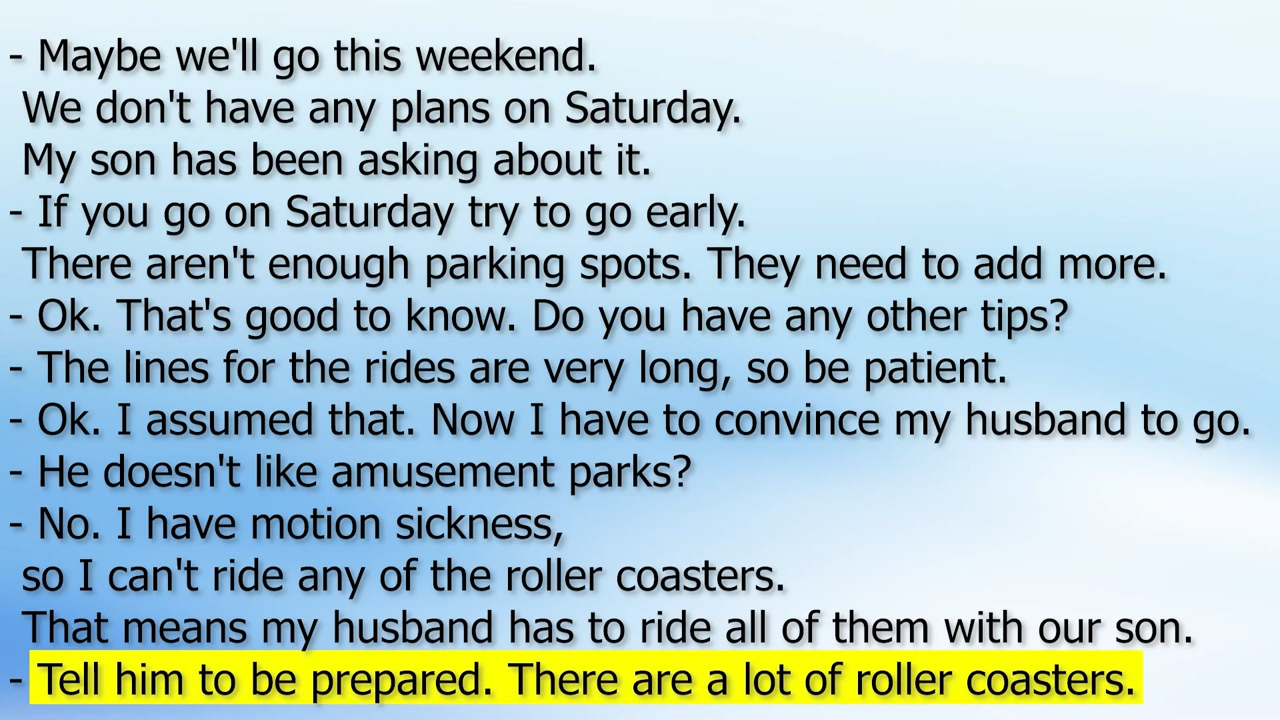 - Maybe we'll go this weekend.
We don't have any plans on Saturday.
My son has been asking about it.
- If you go on Saturday try to go early.
There aren't enough parking spots. They need to add more.
- Ok. That's good to know. Do you have any other tips?
- The lines for the rides are very long, so be patient.
- Ok. I assumed that. Now I have to convince my husband to go.
- He doesn't like amusement parks?
- No. I have motion sickness,
so I can't ride any of the roller coasters.
That means my husband has to ride all of them with our son.
- Tell him to be prepared. There are a lot of roller coasters.